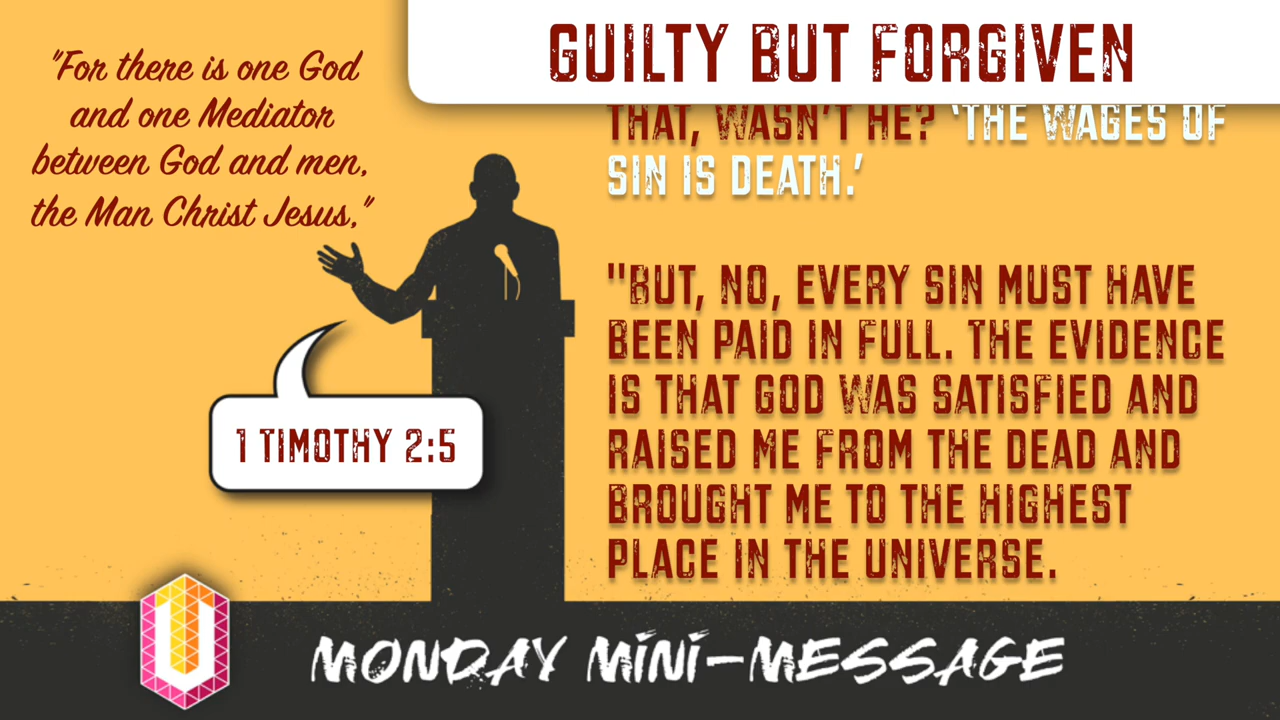 GUILTY BUT FORGIVEN
"For there is one God
and one Mediator
between God and men,
the Man Christ Jesus,"
THAT, WASN'T HE? 'THE WAGES OF
SIN IS DEATH.'
"BUT, NO, EVERY SIN MUST HAVE
BEEN PAID IN FULL. THE EVIDENCE
IS THAT GOD WAS SATISFIED AND
RAISED ME FROM THE DEAD AND
BROUGHT ME TO THE HIGHEST
PLACE IN THE UNIVERSE.
1 TIMOTHY 2:5
U
MONDAY MINI-MESSAGE